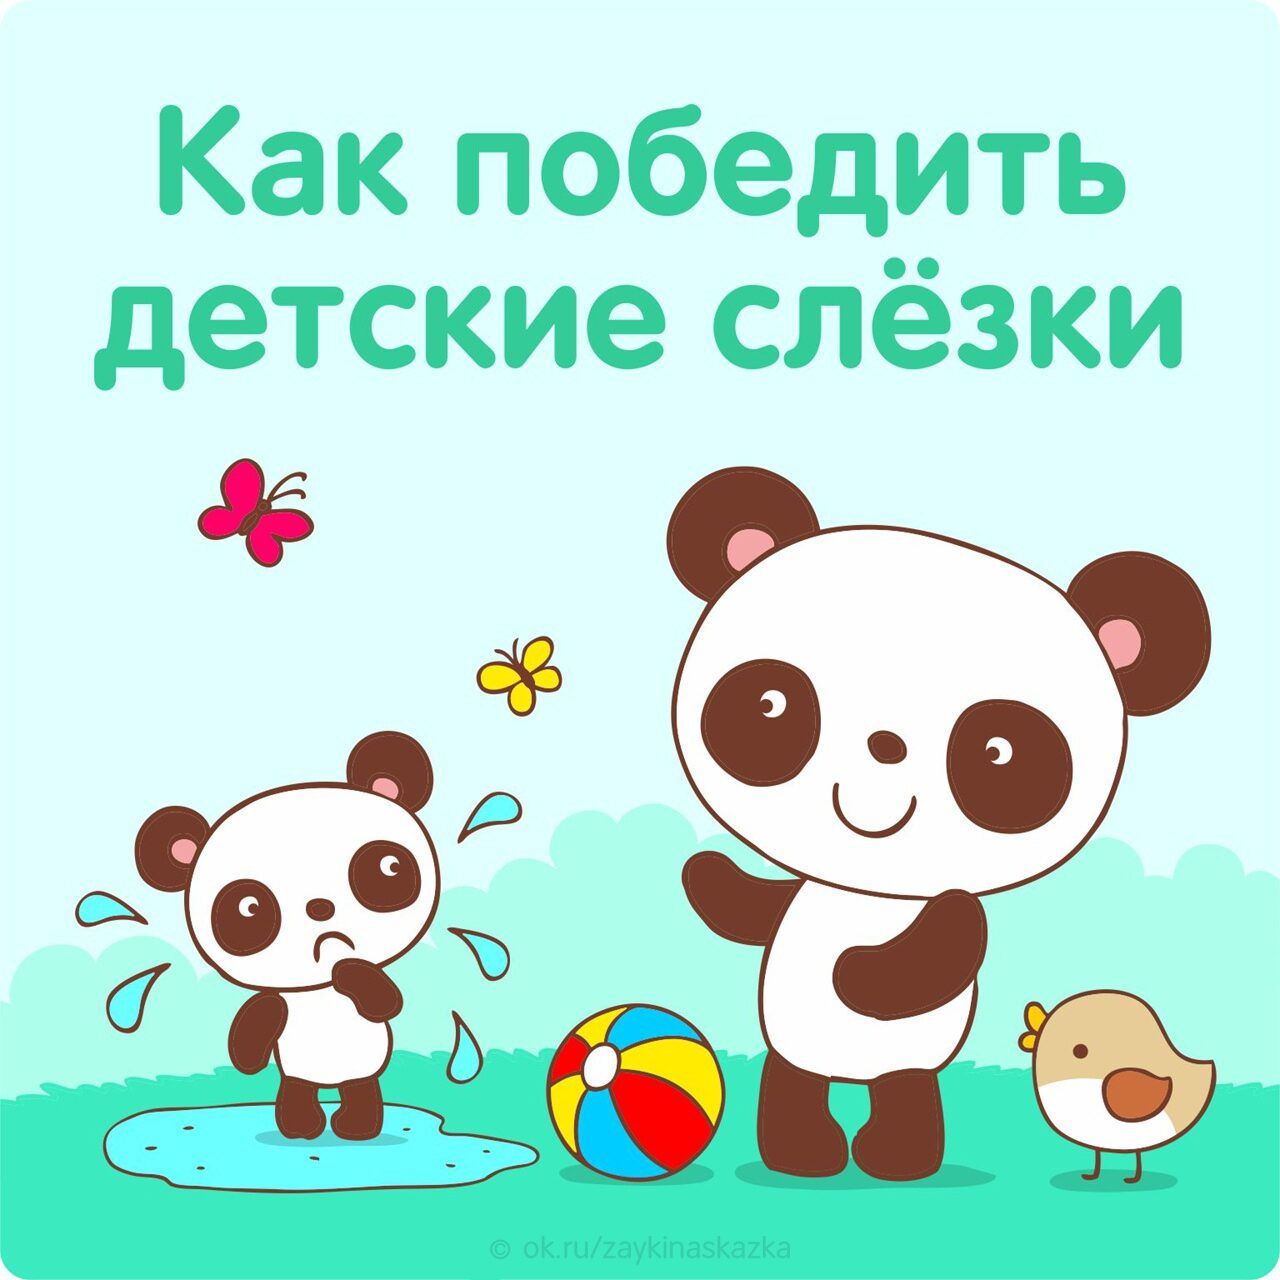 Как победить
детские слёзки
© ok.ru/zaykinaskazka